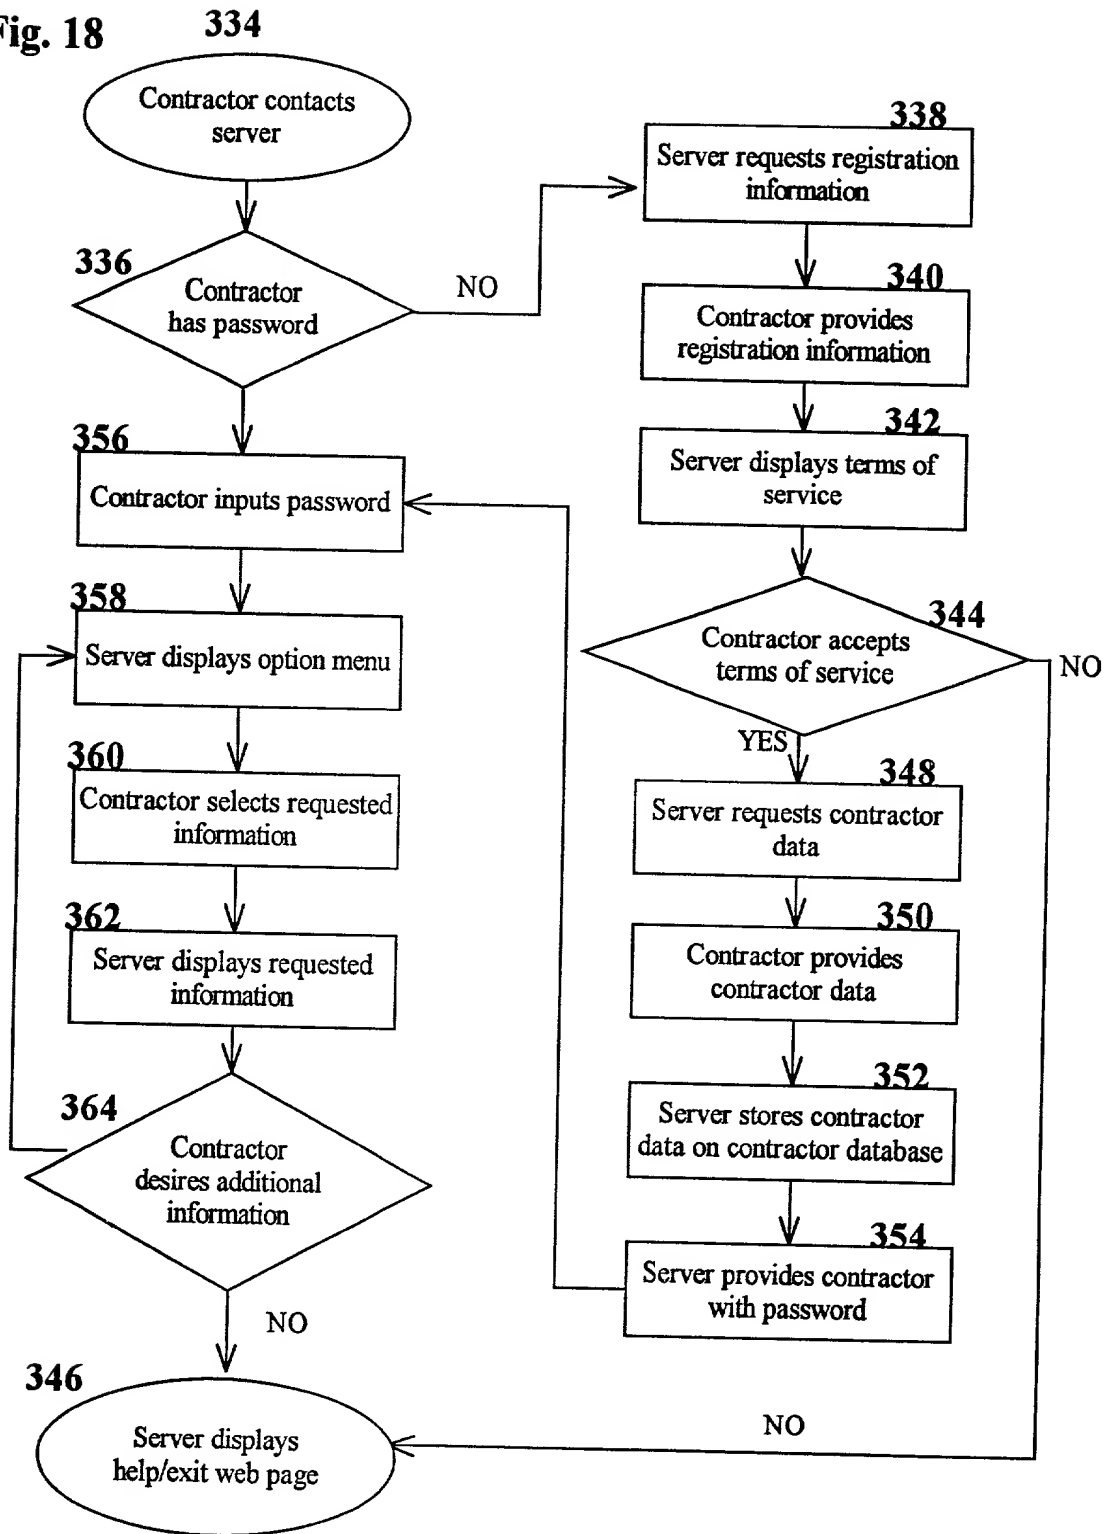 Fig. 18
334
Contractor contacts
server
336
Contractor
has password
NO
338
Server requests registration
information
340
Contractor provides
registration information
342
Server displays terms of
service
344
Contractor accepts
terms of service
NO
YES
348
Server requests contractor
data
350
Contractor provides
contractor data
352
Server stores contractor
data on contractor database
354
Server provides contractor
with password
356
Contractor inputs password
358
Server displays option menu
360
Contractor selects requested
information
362
Server displays requested
information
364
Contractor
desires additional
information
NO
346
Server displays
help/exit web page
NO